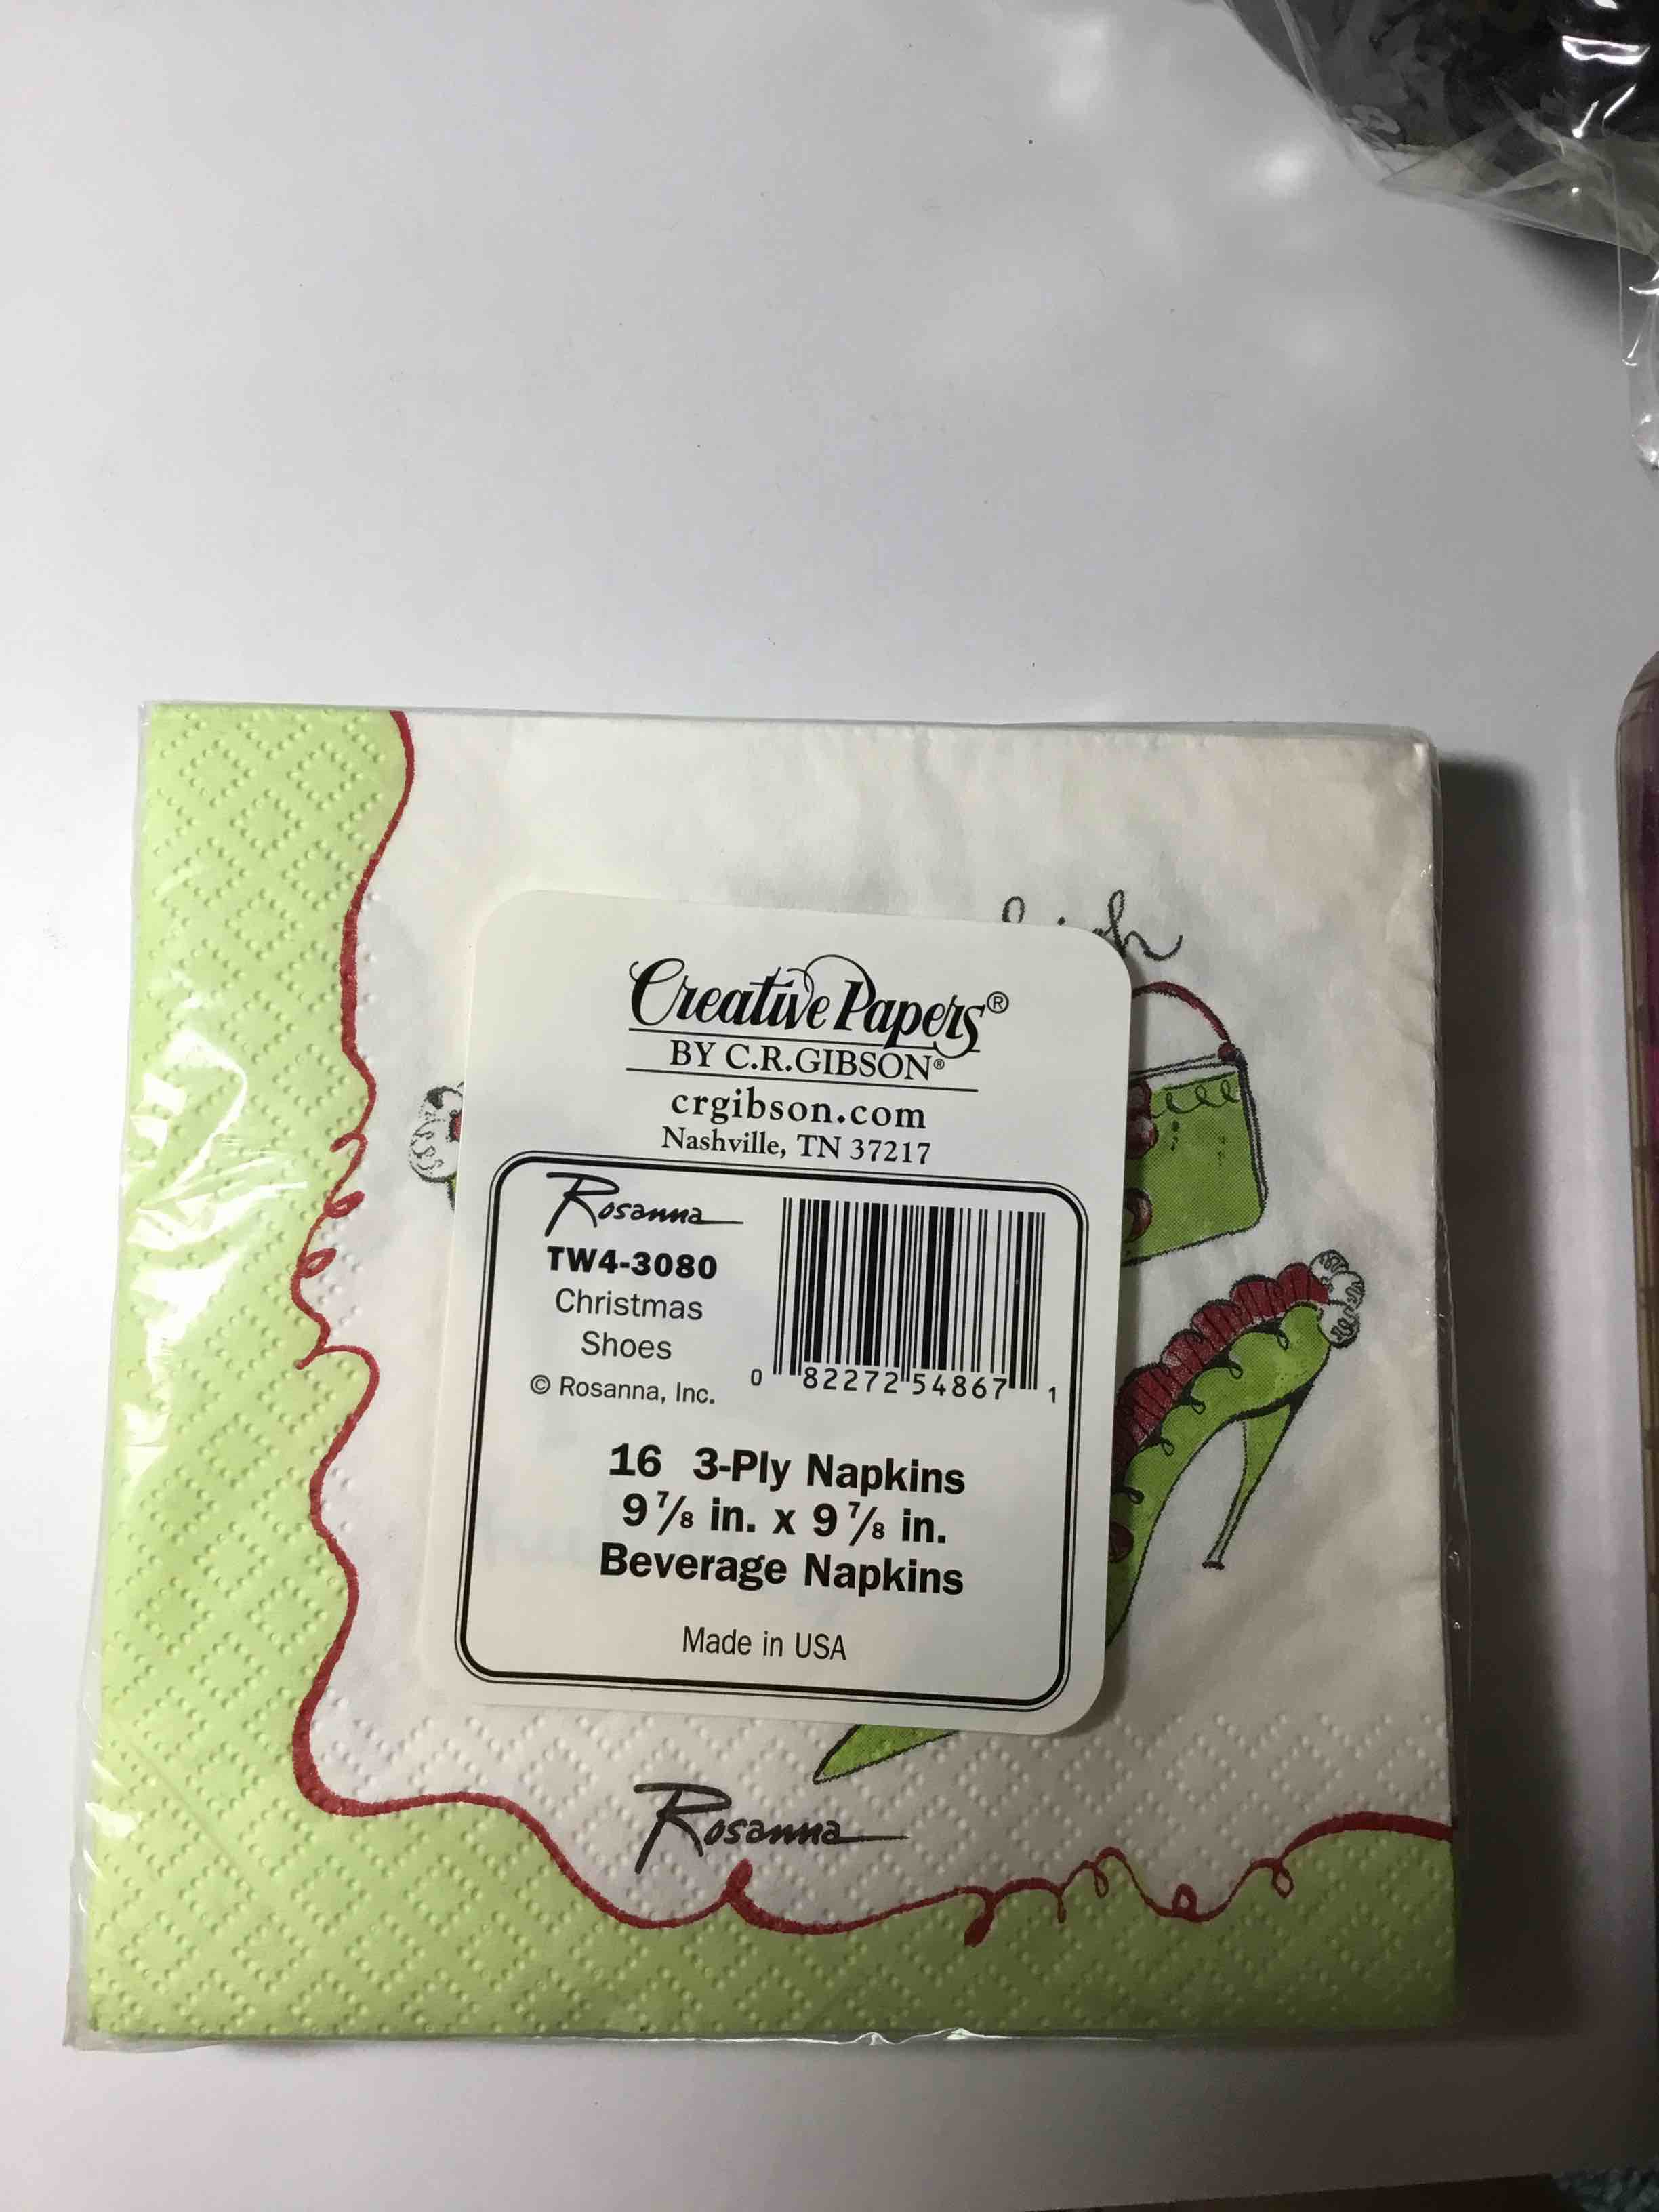 Creative Papers®
BY C.R.GIBSON®
crgibson.com
Nashville, TN 37217
Rosanna
TW4-3080
Christmas
Shoes
© Rosanna, Inc.
0 82272 54867 1
16 3-Ply Napkins
9 7/8 in. x 9 7/8 in.
Beverage Napkins
Made in USA
Rosanna